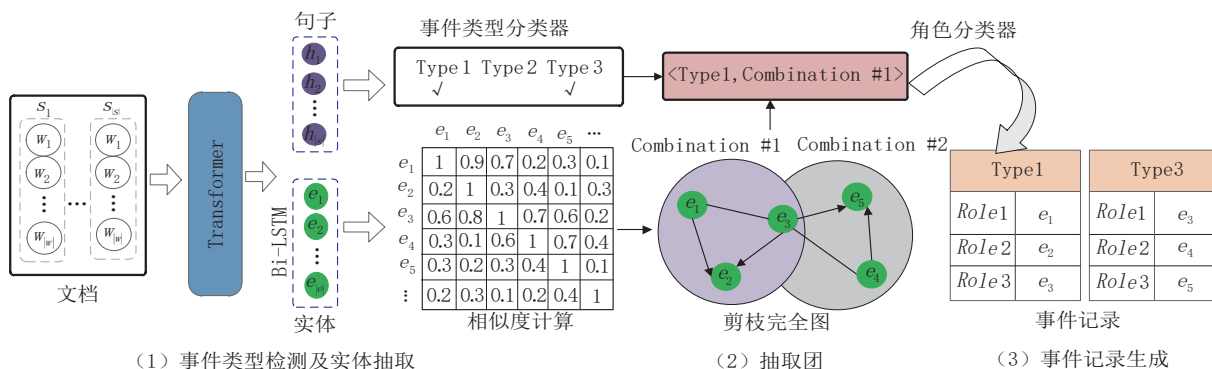 句子
事件类型分类器
角色分类器
h1
h2
⋮
h|s|
Type1 Type2 Type3
✓ ✓
<Type1,Combination #1>
s1 s|s|
w1 w1
w2 w2
⋮ … ⋮
w|w| w|w|
文档
Transformer
Bi-LSTM
e1
e2
⋮
e|e|
实体
e1 e2 e3 e4 e5 …
e1 1 0.9 0.7 0.2 0.3 0.1
e2 0.2 1 0.3 0.4 0.1 0.3
e3 0.6 0.8 1 0.7 0.6 0.2
e4 0.3 0.1 0.6 1 0.7 0.4
e5 0.3 0.2 0.3 0.4 1 0.1
⋮ 0.2 0.3 0.1 0.2 0.4 1
相似度计算
Combination #1 Combination #2
e1
e2
e3
e4
e5
剪枝完全图
Type1
Role1 e1
Role2 e2
Role3 e3
Type3
Role1 e3
Role2 e4
Role3 e5
事件记录
(1) 事件类型检测及实体抽取
(2) 抽取团
(3) 事件记录生成